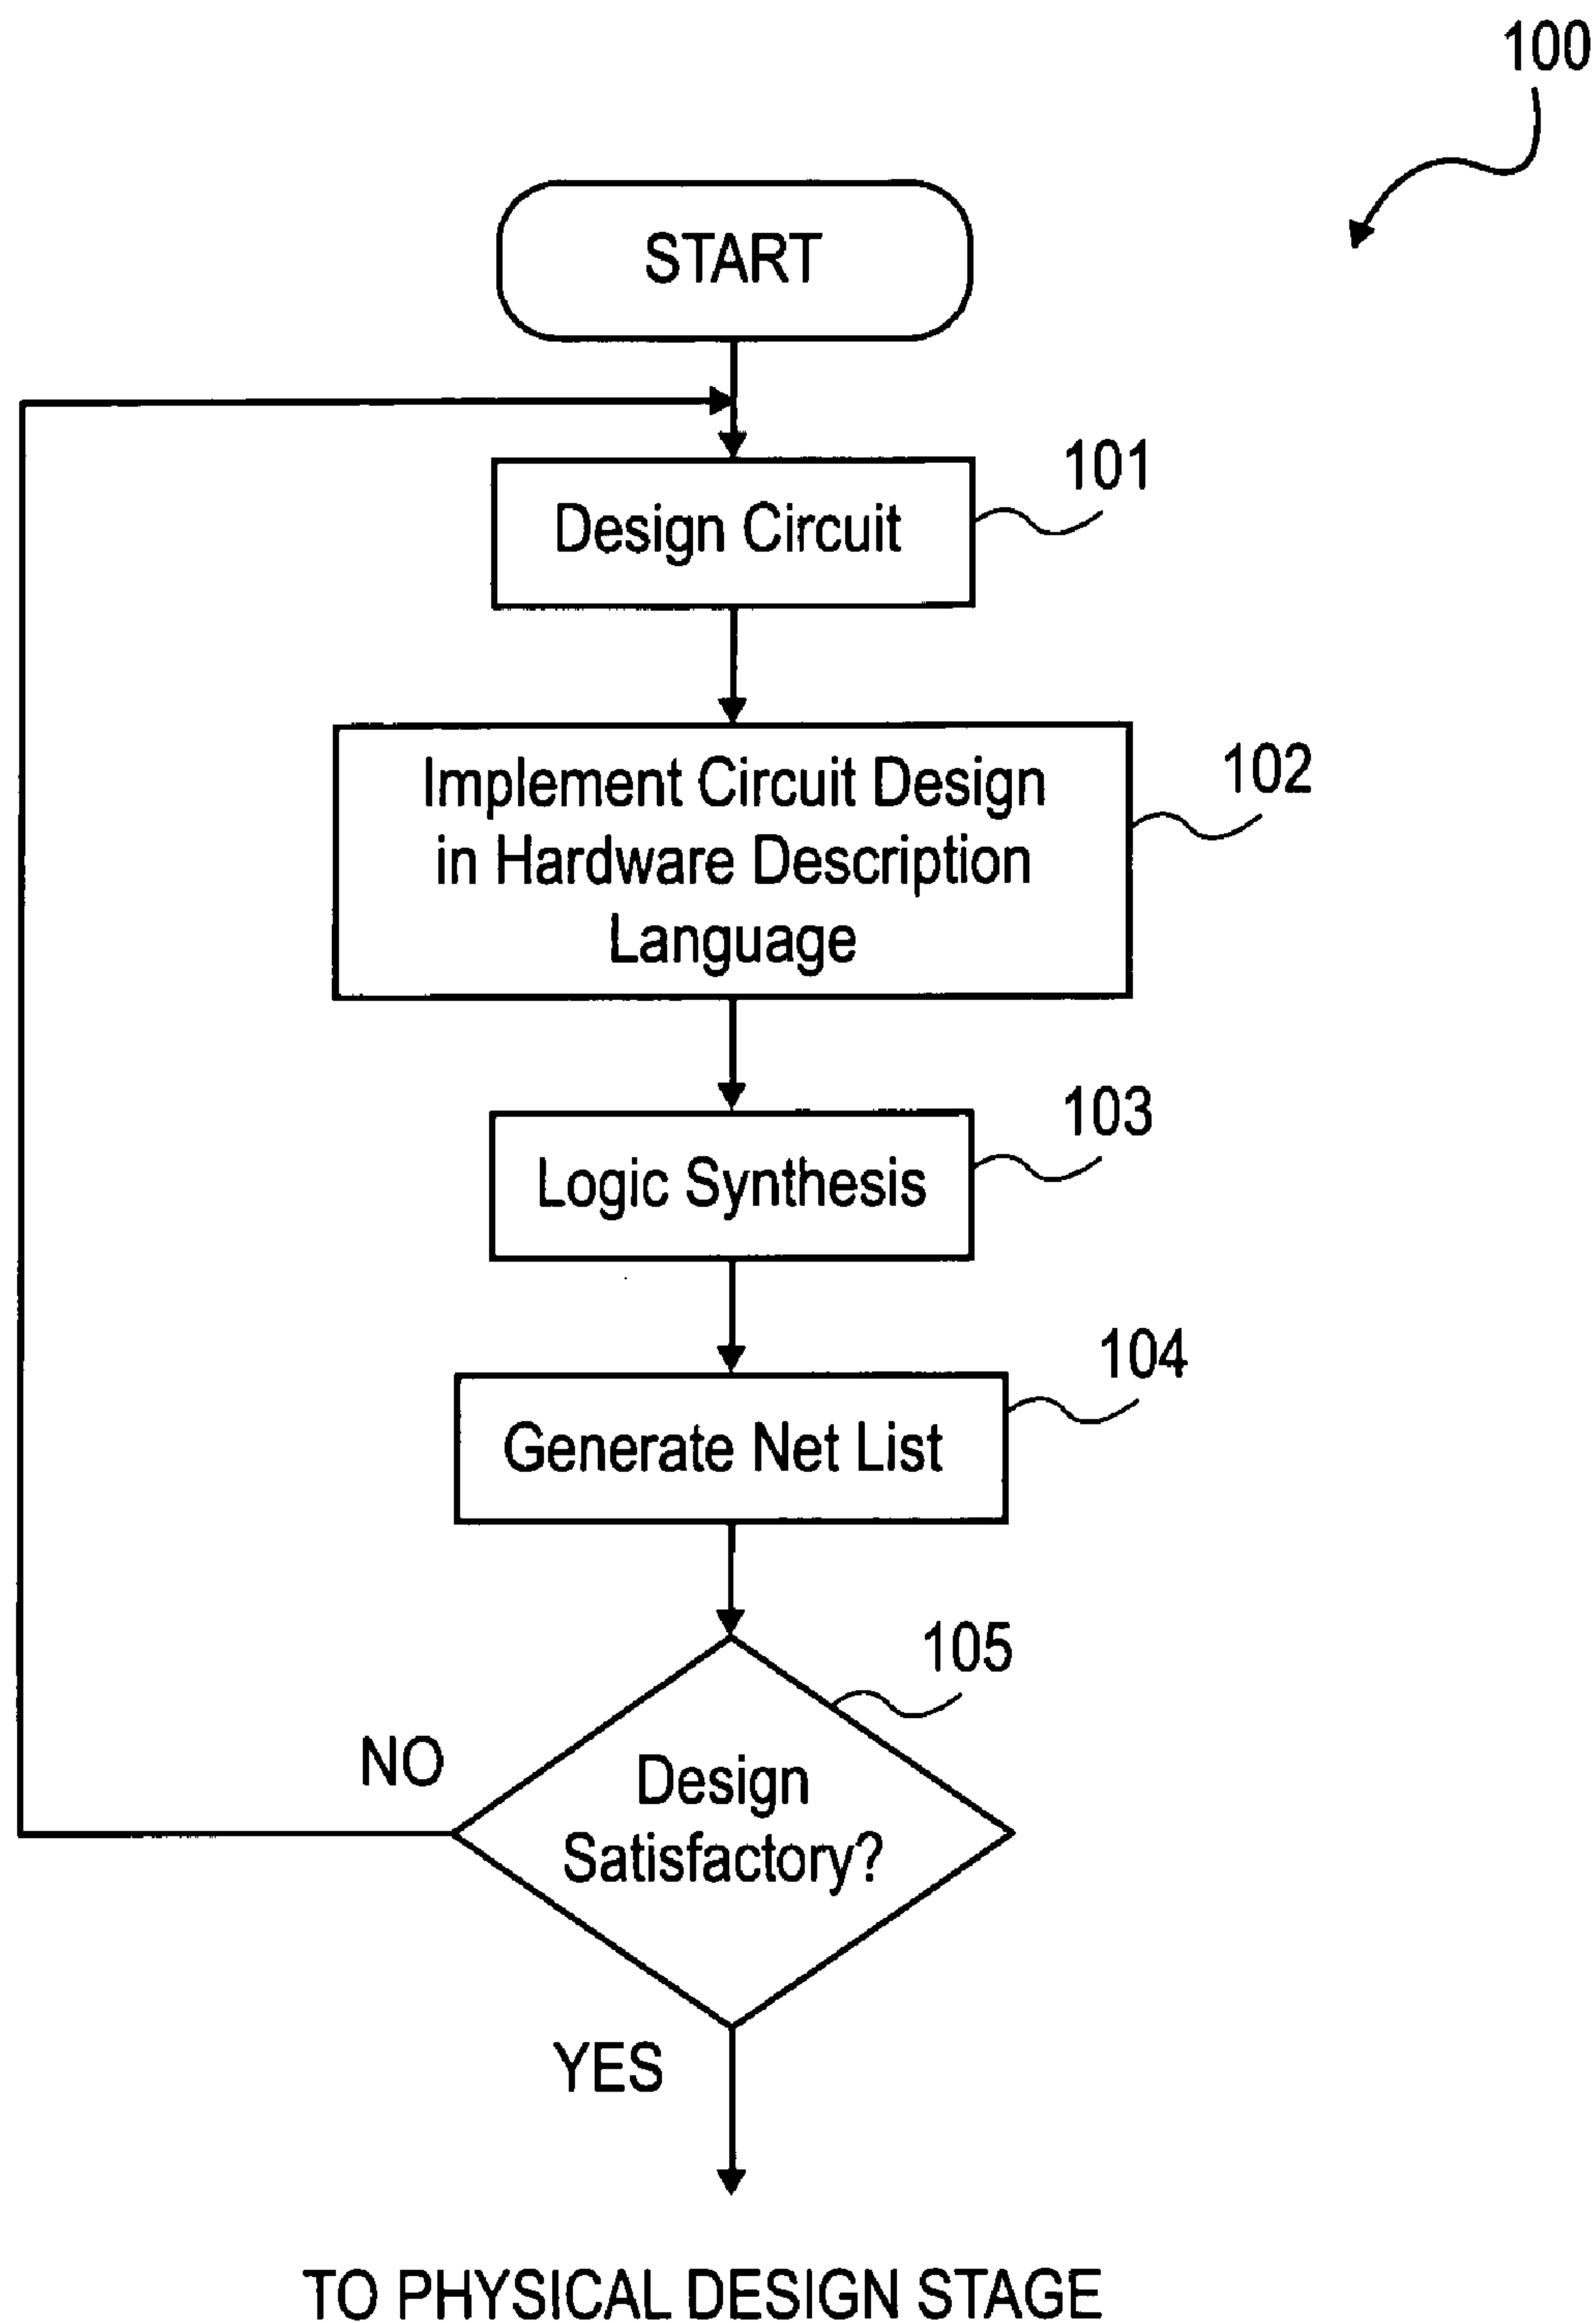 100
START
101
Design Circuit
102
Implement Circuit Design
in Hardware Description
Language
103
Logic Synthesis
104
Generate Net List
105
NO
Design
Satisfactory?
YES
TO PHYSICAL DESIGN STAGE